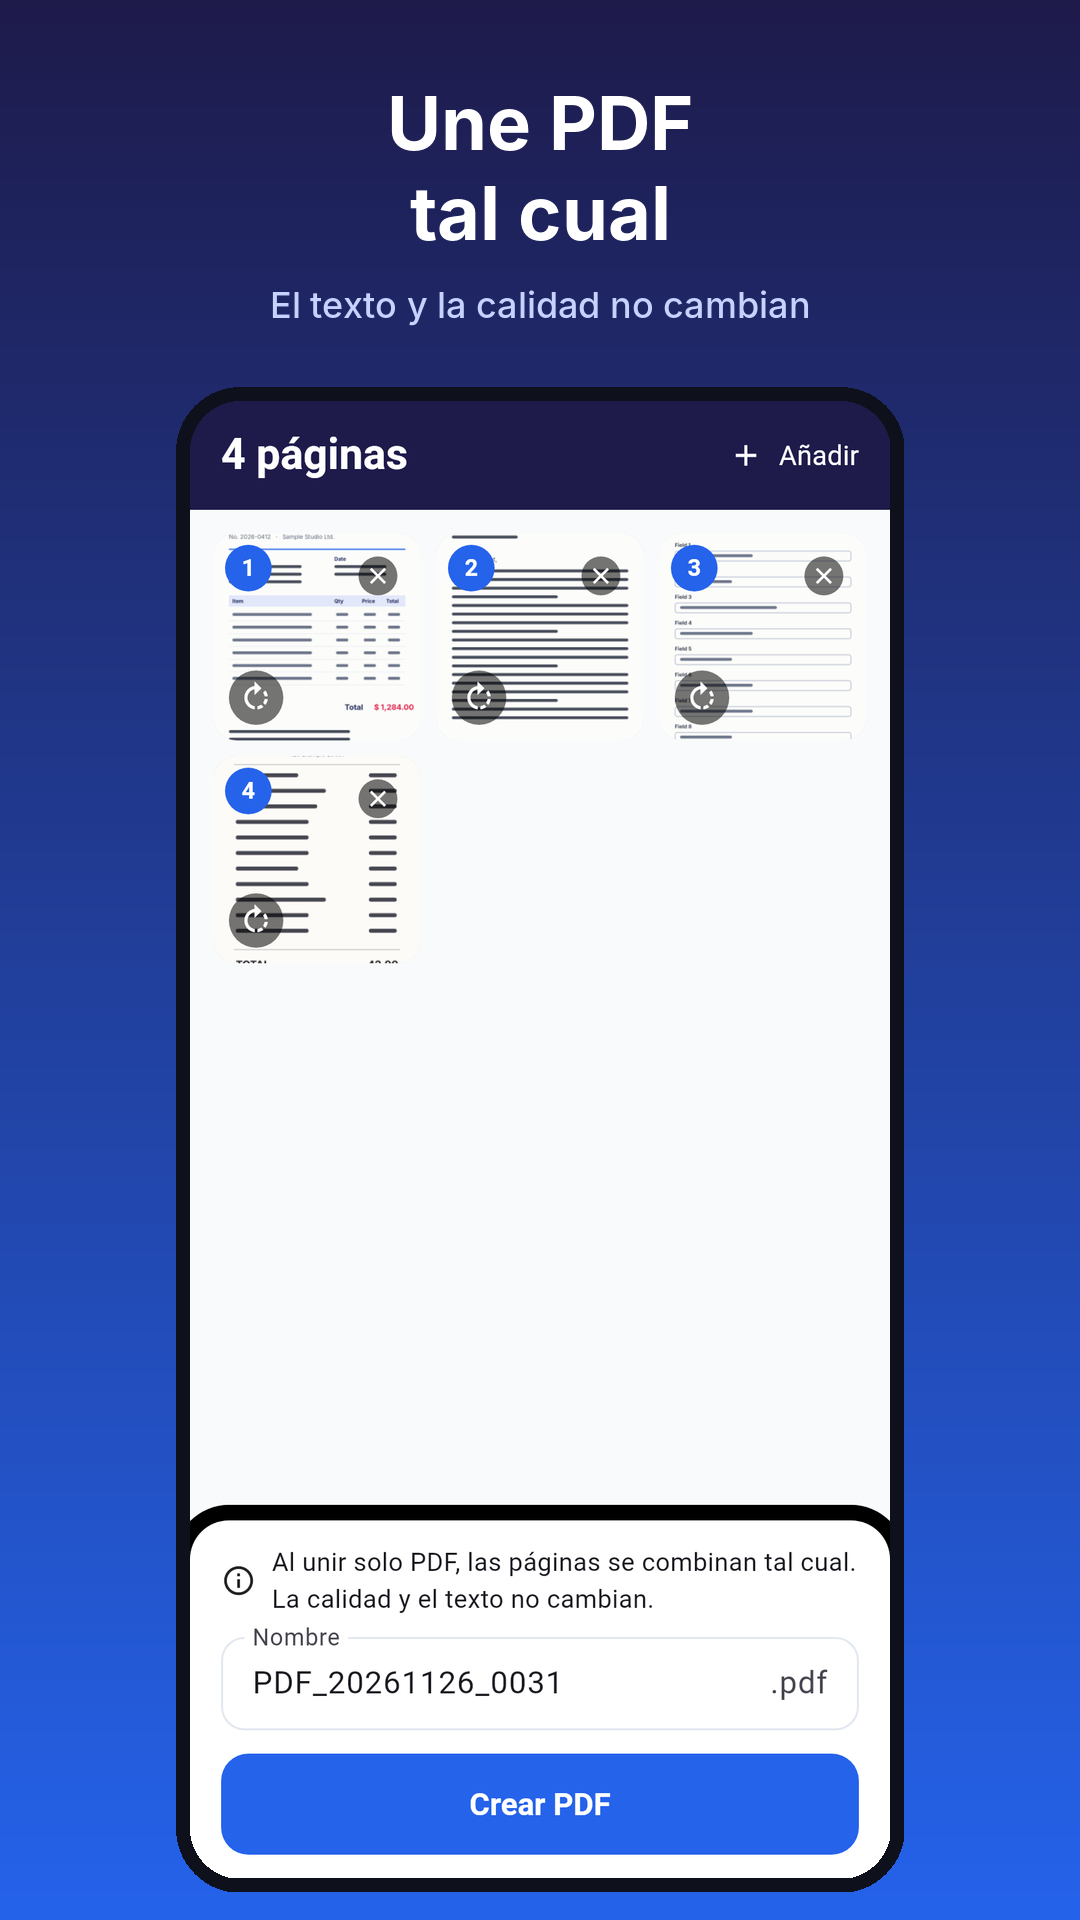 Une PDF
tal cual
El texto y la calidad no cambian
4 páginas
+ Añadir
No. 2026-0412 · Sample Studio Ltd.
1
Date
Item Qty Price Total
Total $ 1,284.00
2
3
Field 1
Field 3
Field 4
Field 5
Field 8
4
TOTAL
Al unir solo PDF, las páginas se combinan tal cual.
La calidad y el texto no cambian.
Nombre
PDF_20261126_0031 .pdf
Crear PDF